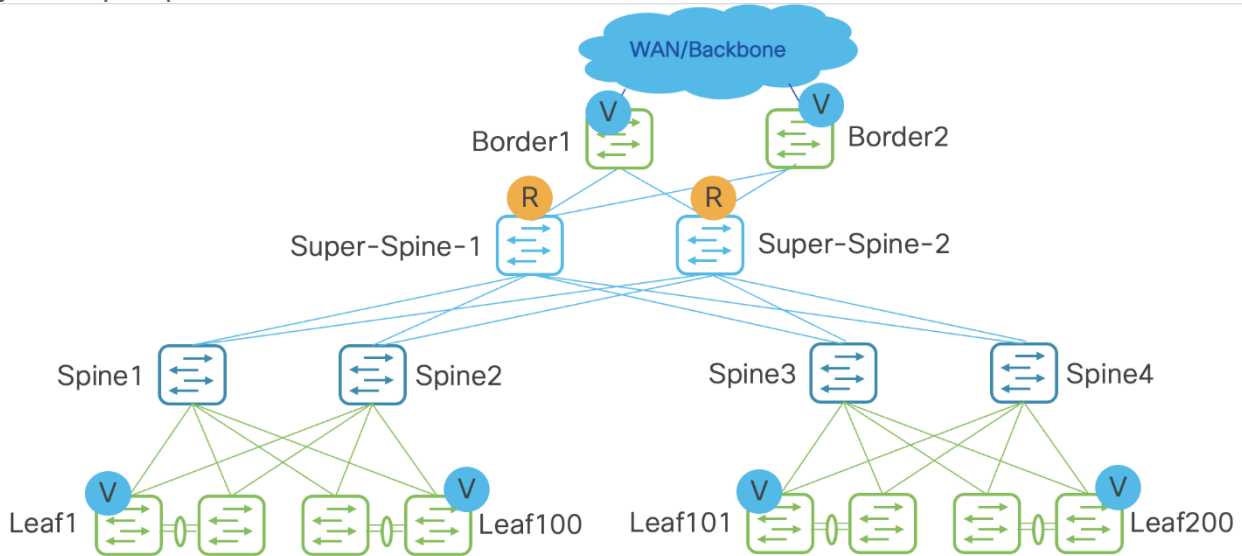 WAN/Backbone
V
V
Border1
Border2
R
R
Super-Spine-1
Super-Spine-2
Spine1
Spine2
Spine3
Spine4
V
V
V
V
Leaf1
Leaf100
Leaf101
Leaf200